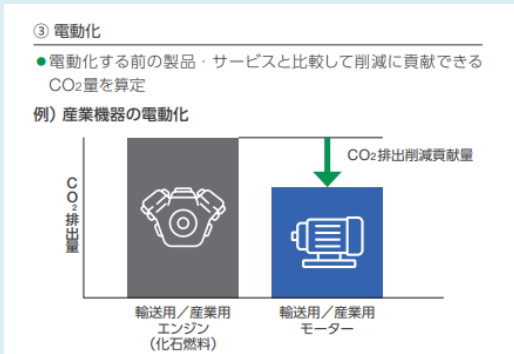 ③ 電動化
●電動化する前の製品・サービスと比較して削減に貢献できる
CO2量を算定
例）産業機器の電動化
CO2排出量
CO2排出削減貢献量
輸送用／産業用
エンジン
（化石燃料）
輸送用／産業用
モーター